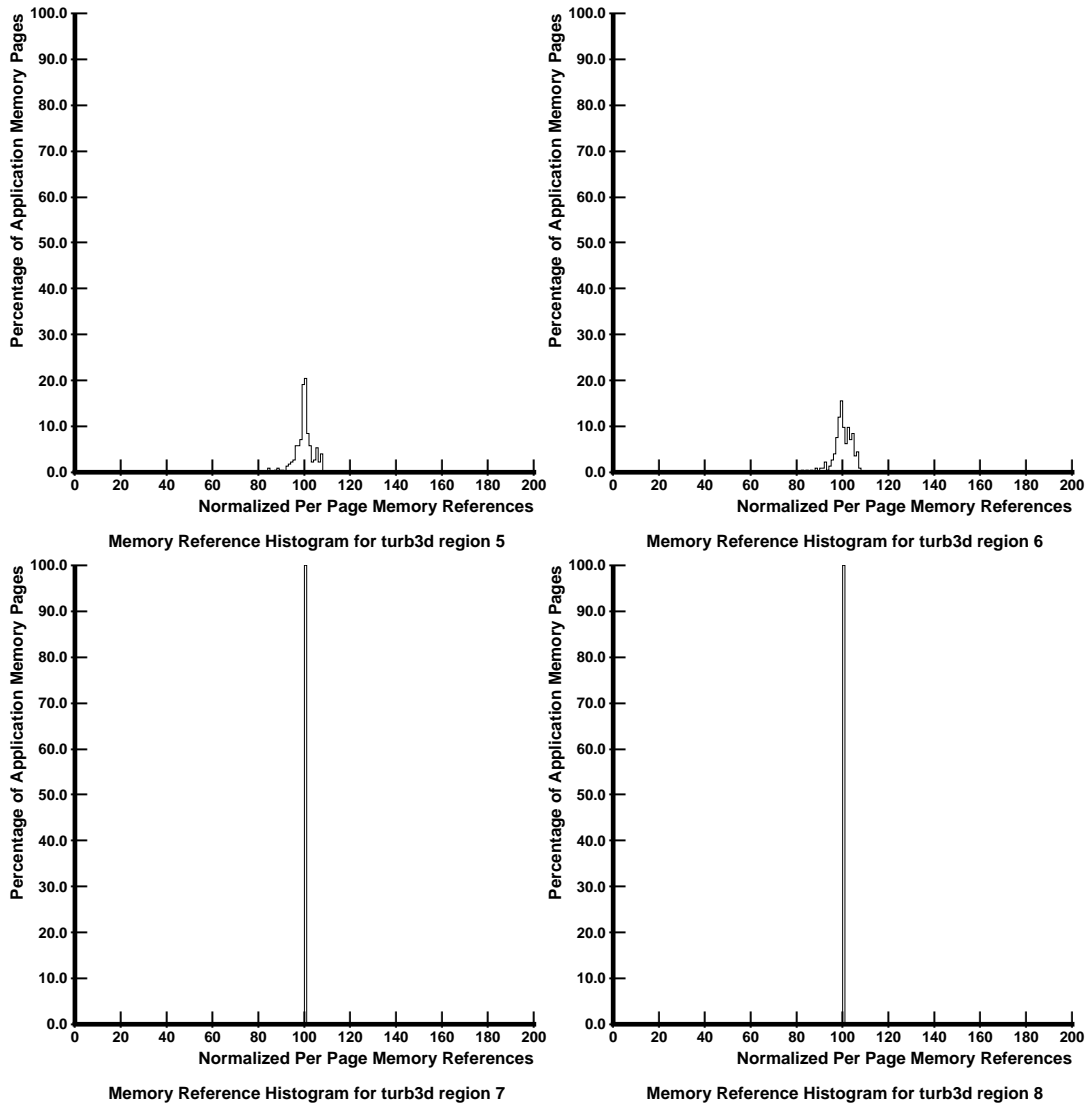 Percentage of Application Memory Pages
100.0
90.0
80.0
70.0
60.0
50.0
40.0
30.0
20.0
10.0
0.0
0 20 40 60 80 100 120 140 160 180 200
Normalized Per Page Memory References
Memory Reference Histogram for turb3d region 5
Percentage of Application Memory Pages
100.0
90.0
80.0
70.0
60.0
50.0
40.0
30.0
20.0
10.0
0.0
0 20 40 60 80 100 120 140 160 180 200
Normalized Per Page Memory References
Memory Reference Histogram for turb3d region 6
Percentage of Application Memory Pages
100.0
90.0
80.0
70.0
60.0
50.0
40.0
30.0
20.0
10.0
0.0
0 20 40 60 80 100 120 140 160 180 200
Normalized Per Page Memory References
Memory Reference Histogram for turb3d region 7
Percentage of Application Memory Pages
100.0
90.0
80.0
70.0
60.0
50.0
40.0
30.0
20.0
10.0
0.0
0 20 40 60 80 100 120 140 160 180 200
Normalized Per Page Memory References
Memory Reference Histogram for turb3d region 8